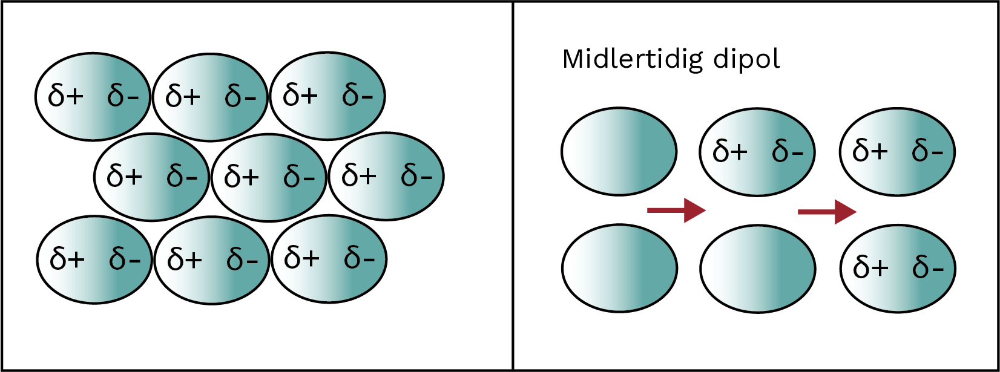 δ+ δ- δ+ δ- δ+ δ-
δ+ δ- δ+ δ- δ+ δ-
δ+ δ- δ+ δ- δ+ δ-
Midlertidig dipol
δ+ δ- δ+ δ-
δ+ δ-